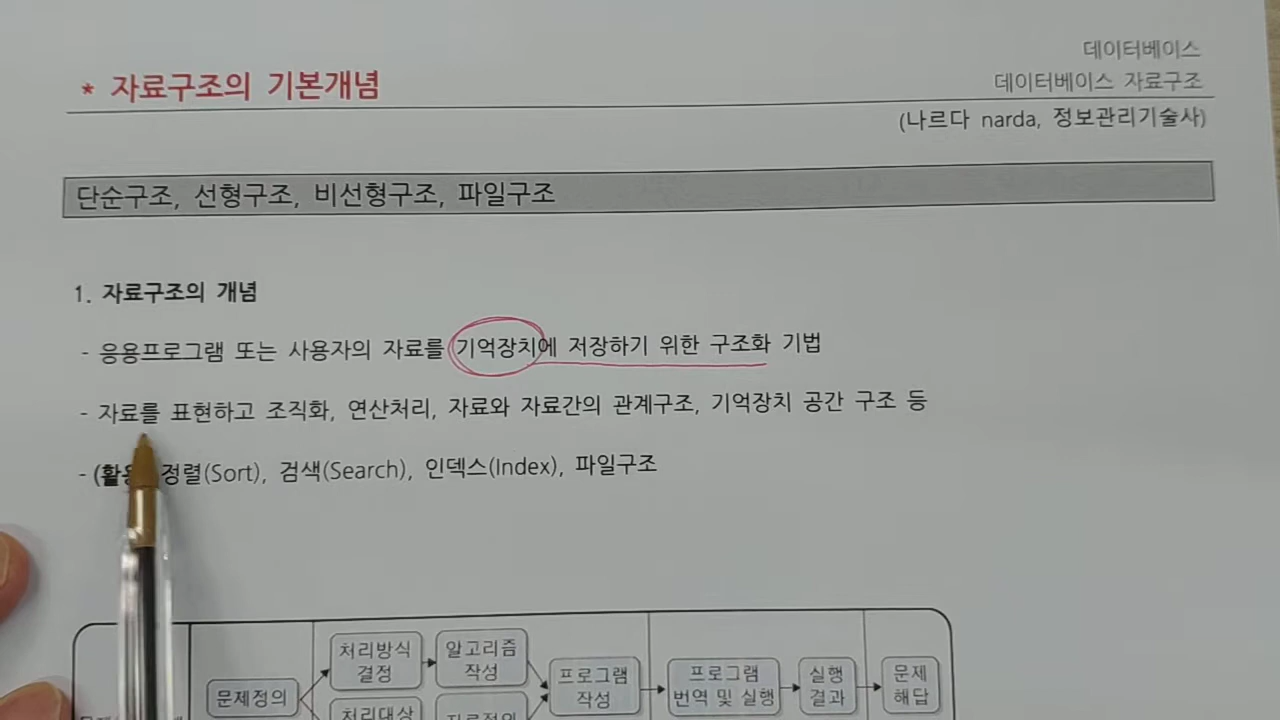 * 자료구조의 기본개념
데이터베이스
데이터베이스 자료구조
(나르다 narda, 정보관리기술사)
단순구조, 선형구조, 비선형구조, 파일구조
1. 자료구조의 개념
- 응용프로그램 또는 사용자의 자료를 기억장치에 저장하기 위한 구조화 기법
- 자료를 표현하고 조직화, 연산처리, 자료와 자료간의 관계구조, 기억장치 공간 구조 등
- (활용 정렬(Sort), 검색(Search), 인덱스(Index), 파일구조
문제정의
처리방식
결정
알고리즘
작성
처리대상
프로그램
작성
프로그램
번역 및 실행
실행
결과
문제
해답